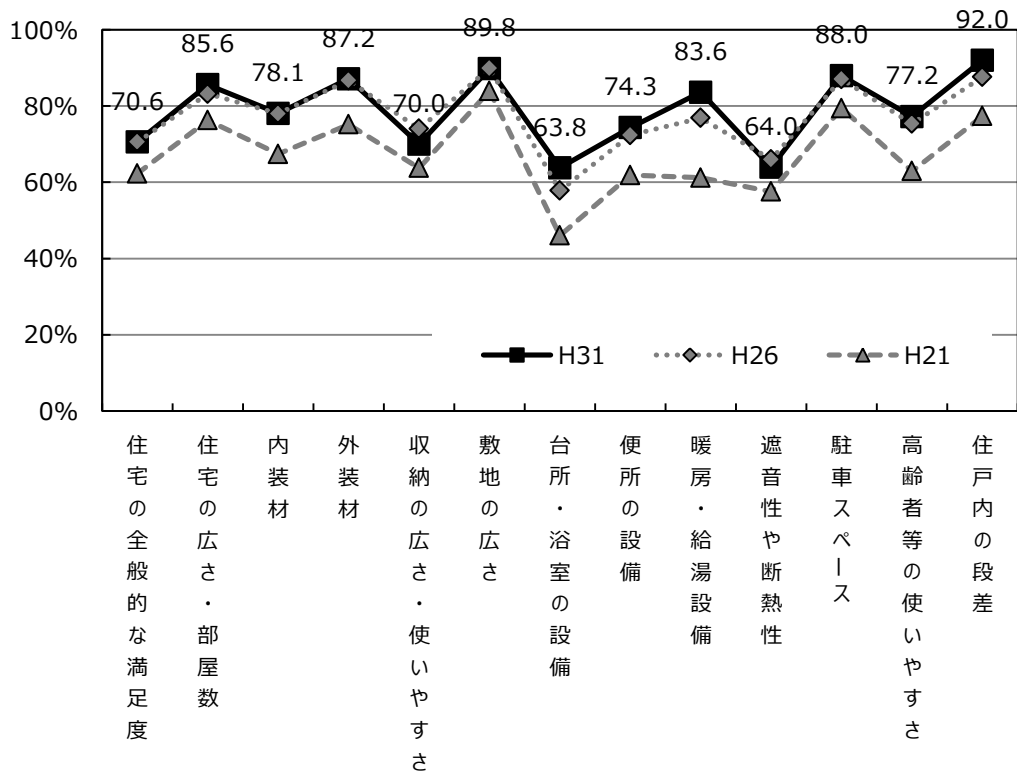 100%
80%
60%
40%
20%
0%
70.6
85.6
78.1
87.2
70.0
89.8
63.8
74.3
83.6
64.0
88.0
77.2
92.0
H31
H26
H21
住宅の全般的な満足度
住宅の広さ・部屋数
内装材
外装材
収納の広さ・使いやすさ
敷地の広さ
台所・浴室の設備
便所の設備
暖房・給湯設備
遮音性や断熱性
駐車スペース
高齢者等の使いやすさ
住戸内の段差